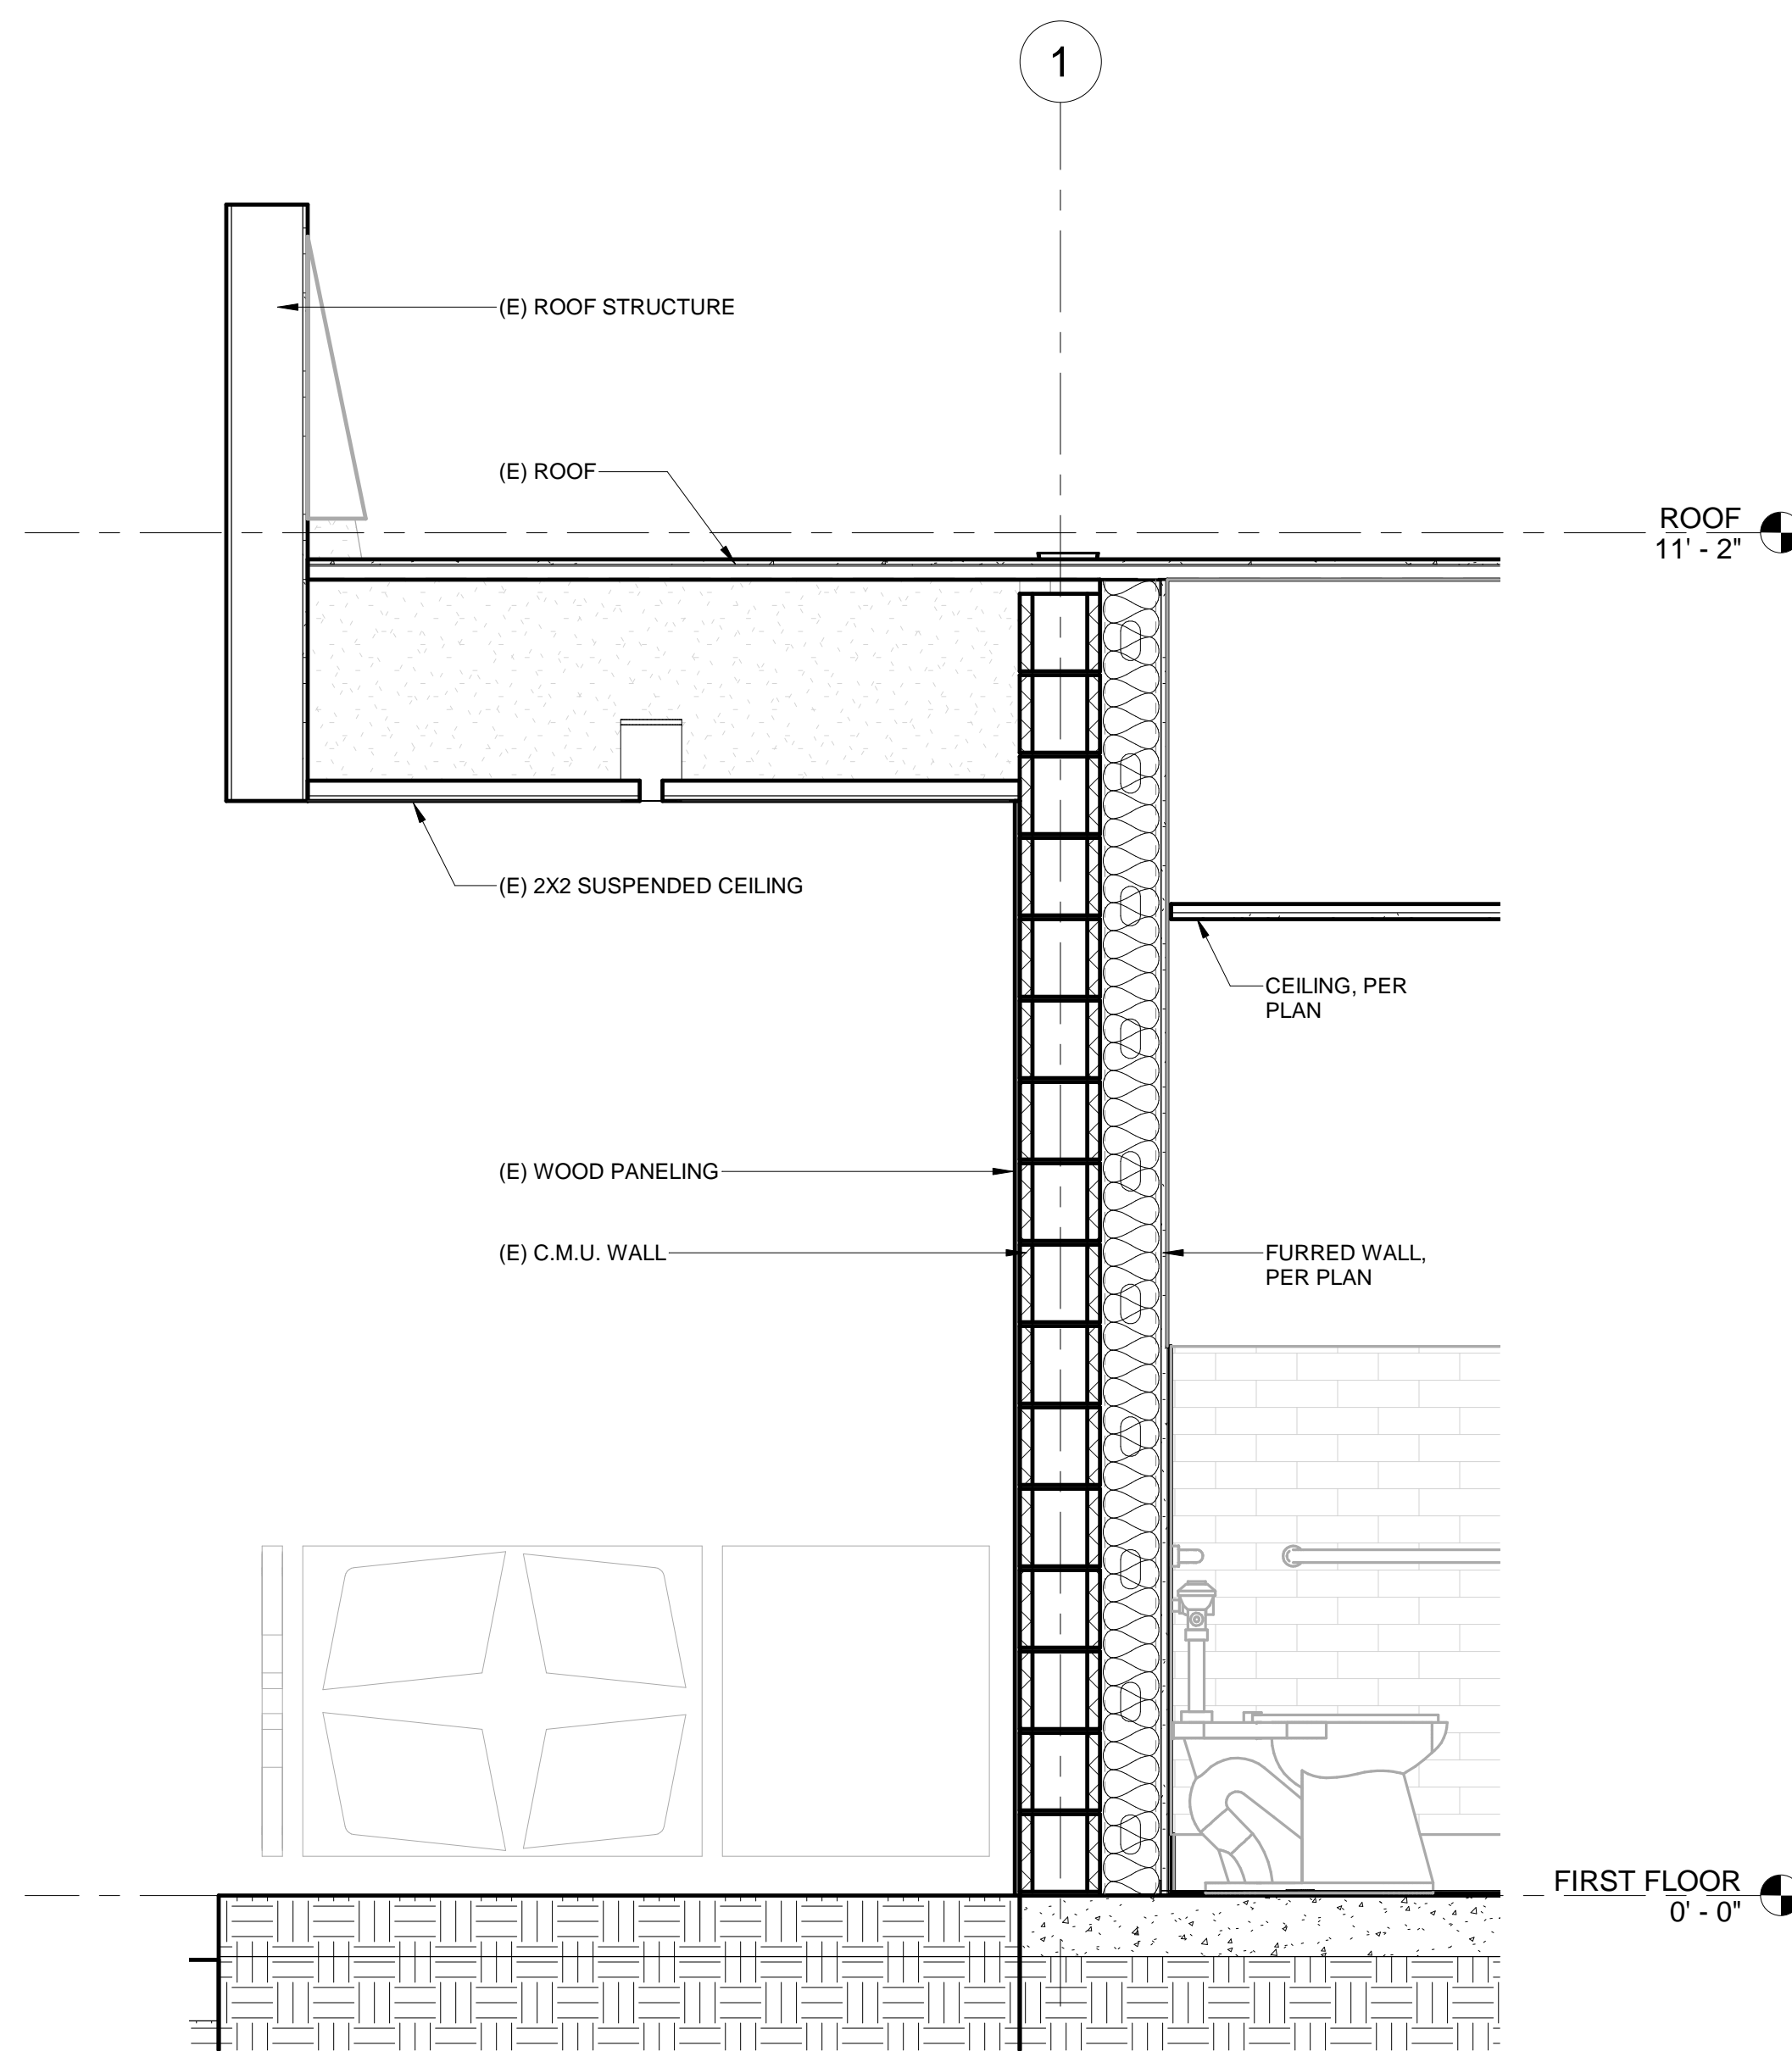 1
(E) ROOF STRUCTURE
(E) ROOF
ROOF
11' - 2"
(E) 2X2 SUSPENDED CEILING
CEILING, PER
PLAN
(E) WOOD PANELING
(E) C.M.U. WALL
FURRED WALL,
PER PLAN
FIRST FLOOR
0' - 0"